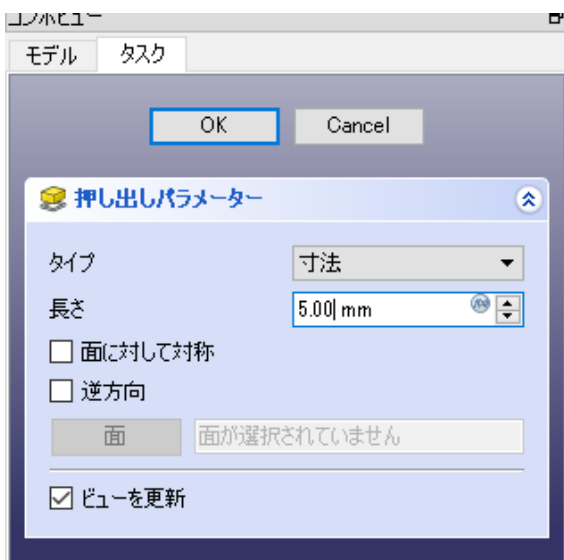 コンボビュー
モデル タスク
OK Cancel
押し出しパラメーター
タイプ 寸法
長さ 5.00 mm
面に対して対称
逆方向
面 面が選択されていません
ビューを更新